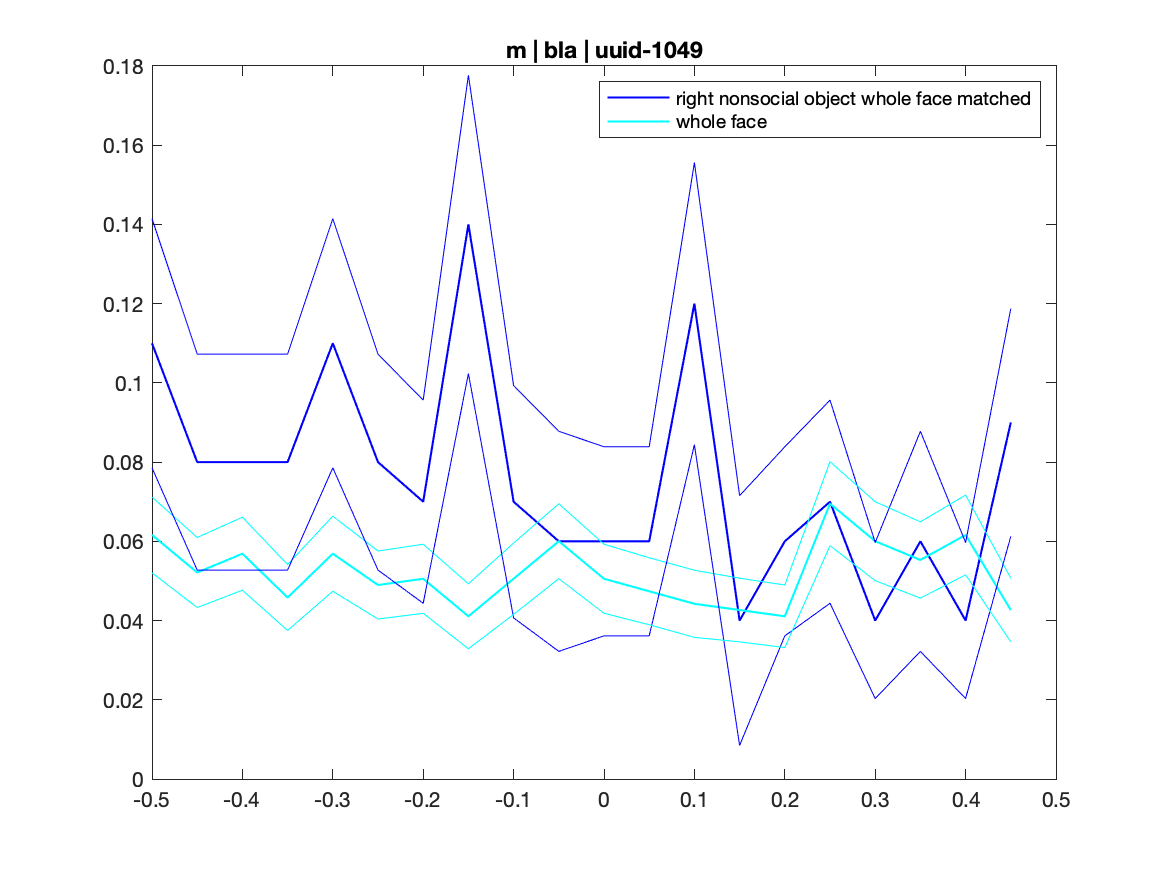 m | bla | uuid-1049
0.18
0.16
0.14
0.12
0.1
0.08
0.06
0.04
0.02
0
right nonsocial object whole face matched
whole face
-0.5 -0.4 -0.3 -0.2 -0.1 0 0.1 0.2 0.3 0.4 0.5